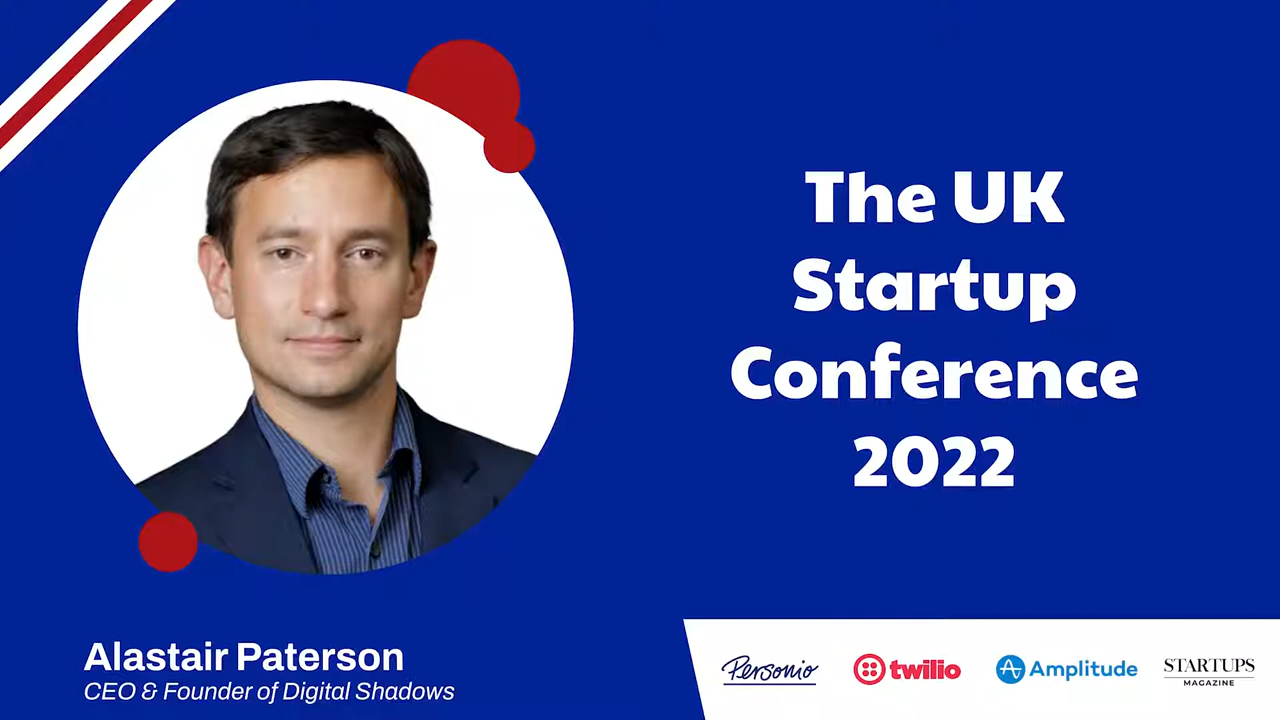 The UK
Startup
Conference
2022
Alastair Paterson
CEO & Founder of Digital Shadows
Personio
twilio
Amplitude
STARTUPS
MAGAZINE